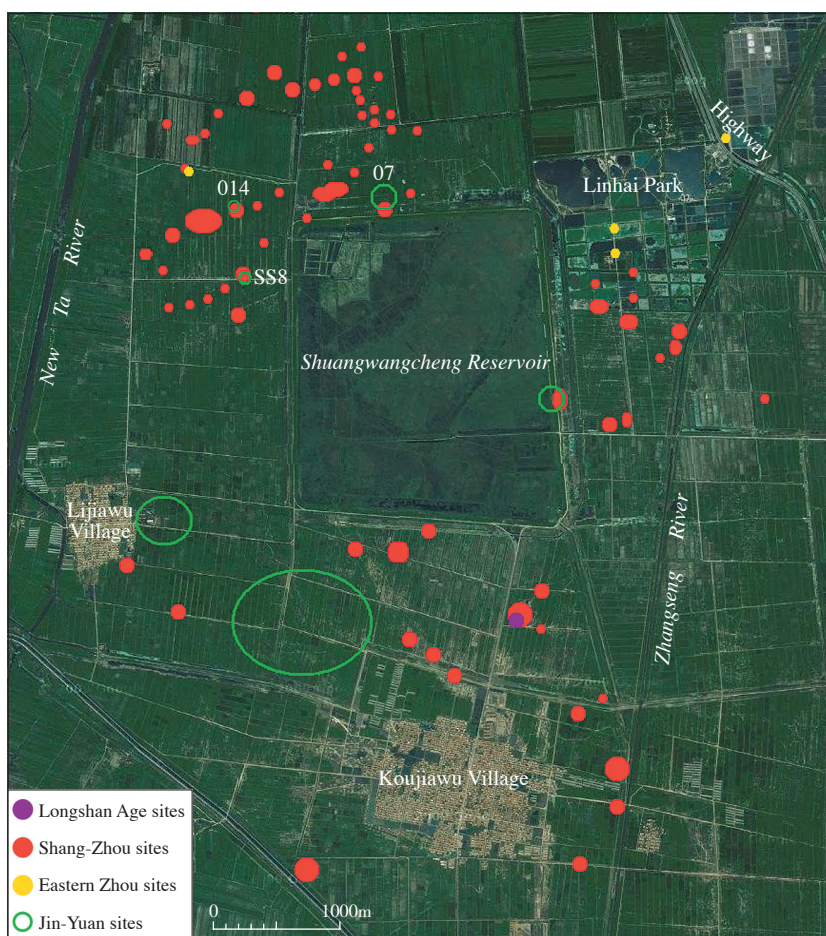 Highway
Linhai Park
07
014
New Ta River
SS8
Shuangwangcheng Reservoir
Lijiawu
Village
Zhangseng River
Koujiawu Village
Longshan Age sites
Shang-Zhou sites
Eastern Zhou sites
Jin-Yuan sites
0 1000m